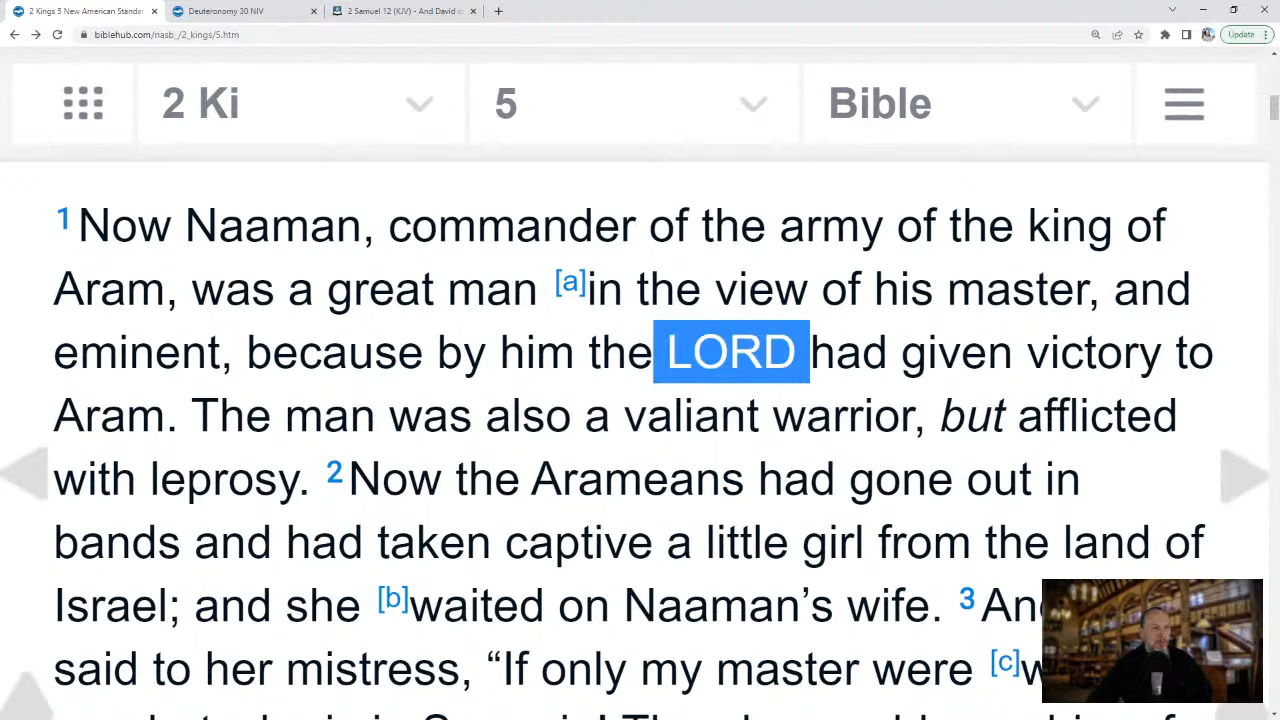 2 Kings 5 New American Standar
Deuteronomy 30 NIV
2 Samuel 12 (KJV) - And David c
biblehub.com/nasb_/2_kings/5.htm
Update
2 Ki
5
Bible
1 Now Naaman, commander of the army of the king of
Aram, was a great man [a]in the view of his master, and
eminent, because by him the LORD had given victory to
Aram. The man was also a valiant warrior, but afflicted
with leprosy. 2 Now the Arameans had gone out in
bands and had taken captive a little girl from the land of
Israel; and she [b]waited on Naaman’s wife. 3
said to her mistress, “If only my master were [c]